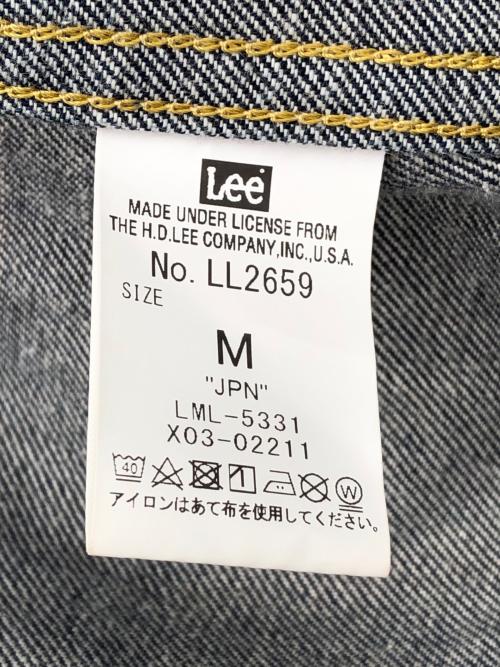 Lee
MADE UNDER LICENSE FROM
THE H.D.LEE COMPANY,INC.,U.S.A.
No. LL2659
SIZE
M
"JPN"
LML-5331
X03-02211
40 W
アイロンはあて布を使用してください。